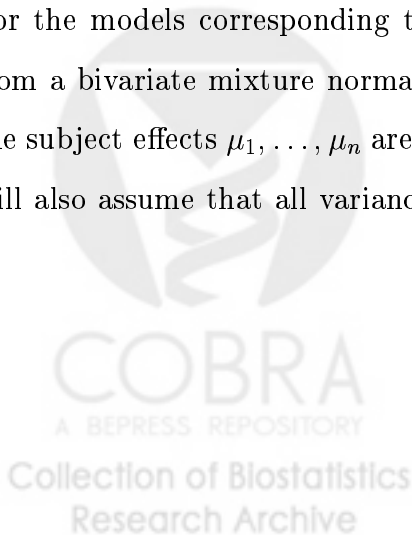 or the models corresponding t
om a bivariate mixture norma
e subject effects μ₁, . . . , μₙ are
ill also assume that all varianc
COBRA
A BEPRESS REPOSITORY
Collection of Biostatistics
Research Archive